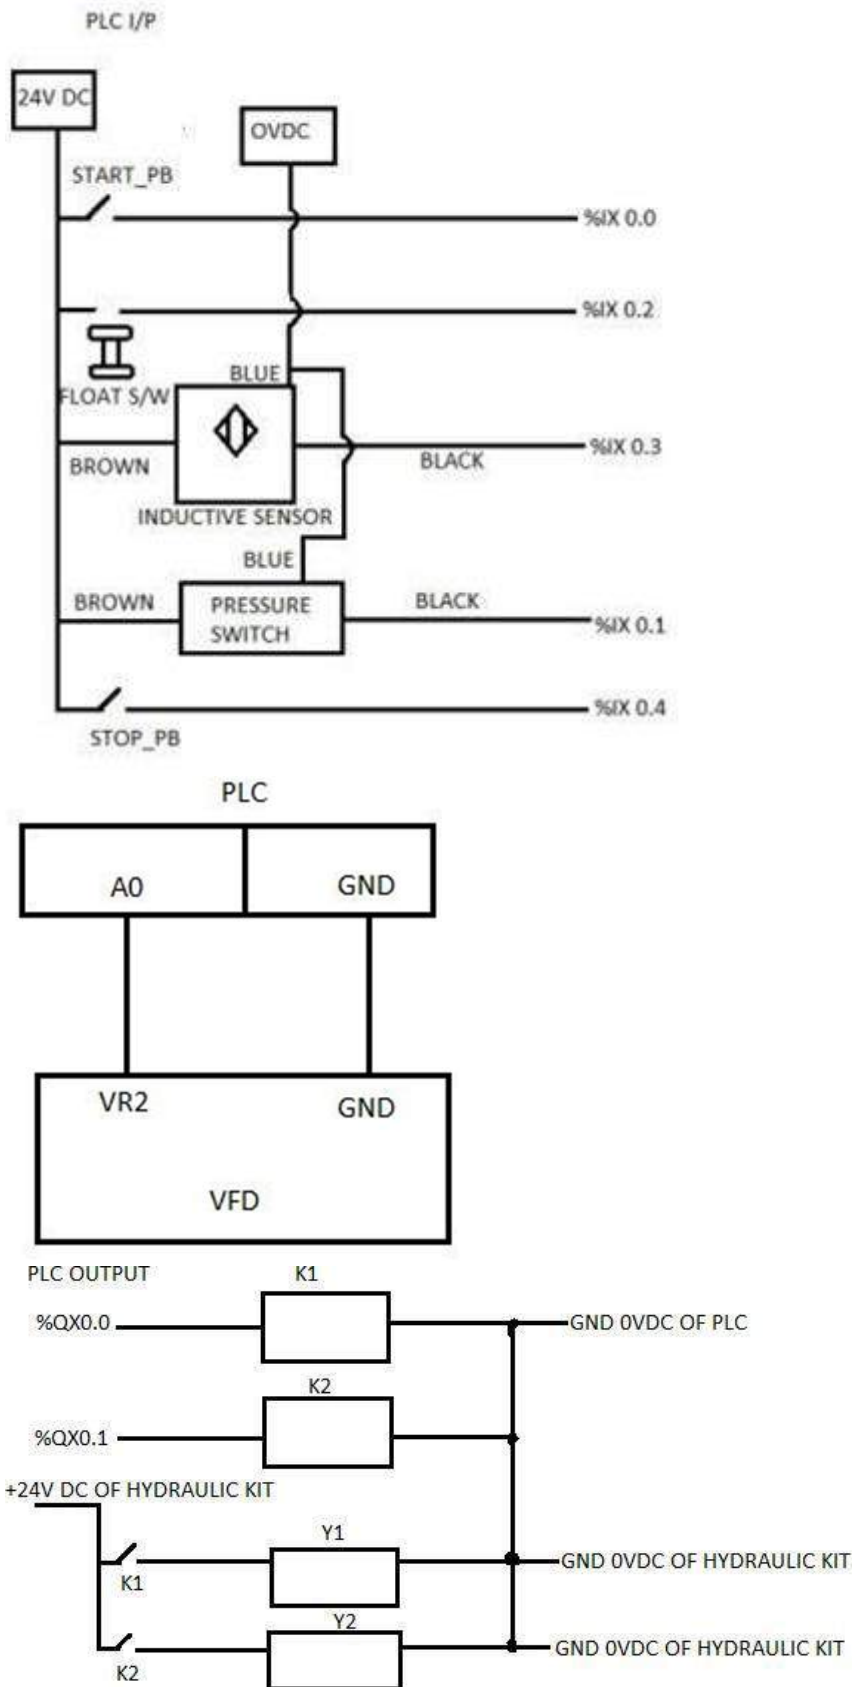 PLC I/P
24V DC
OVDC
START_PB
%IX 0.0
%IX 0.2
BLUE
FLOAT S/W
%IX 0.3
BLACK
BROWN
INDUCTIVE SENSOR
BLUE
BROWN
PRESSURE
SWITCH
BLACK
%IX 0.1
%IX 0.4
STOP_PB
PLC
A0
GND
VR2
GND
VFD
PLC OUTPUT
K1
%QX0.0
GND 0VDC OF PLC
K2
%QX0.1
+24V DC OF HYDRAULIC KIT
Y1
GND 0VDC OF HYDRAULIC KIT
K1
Y2
GND 0VDC OF HYDRAULIC KIT
K2